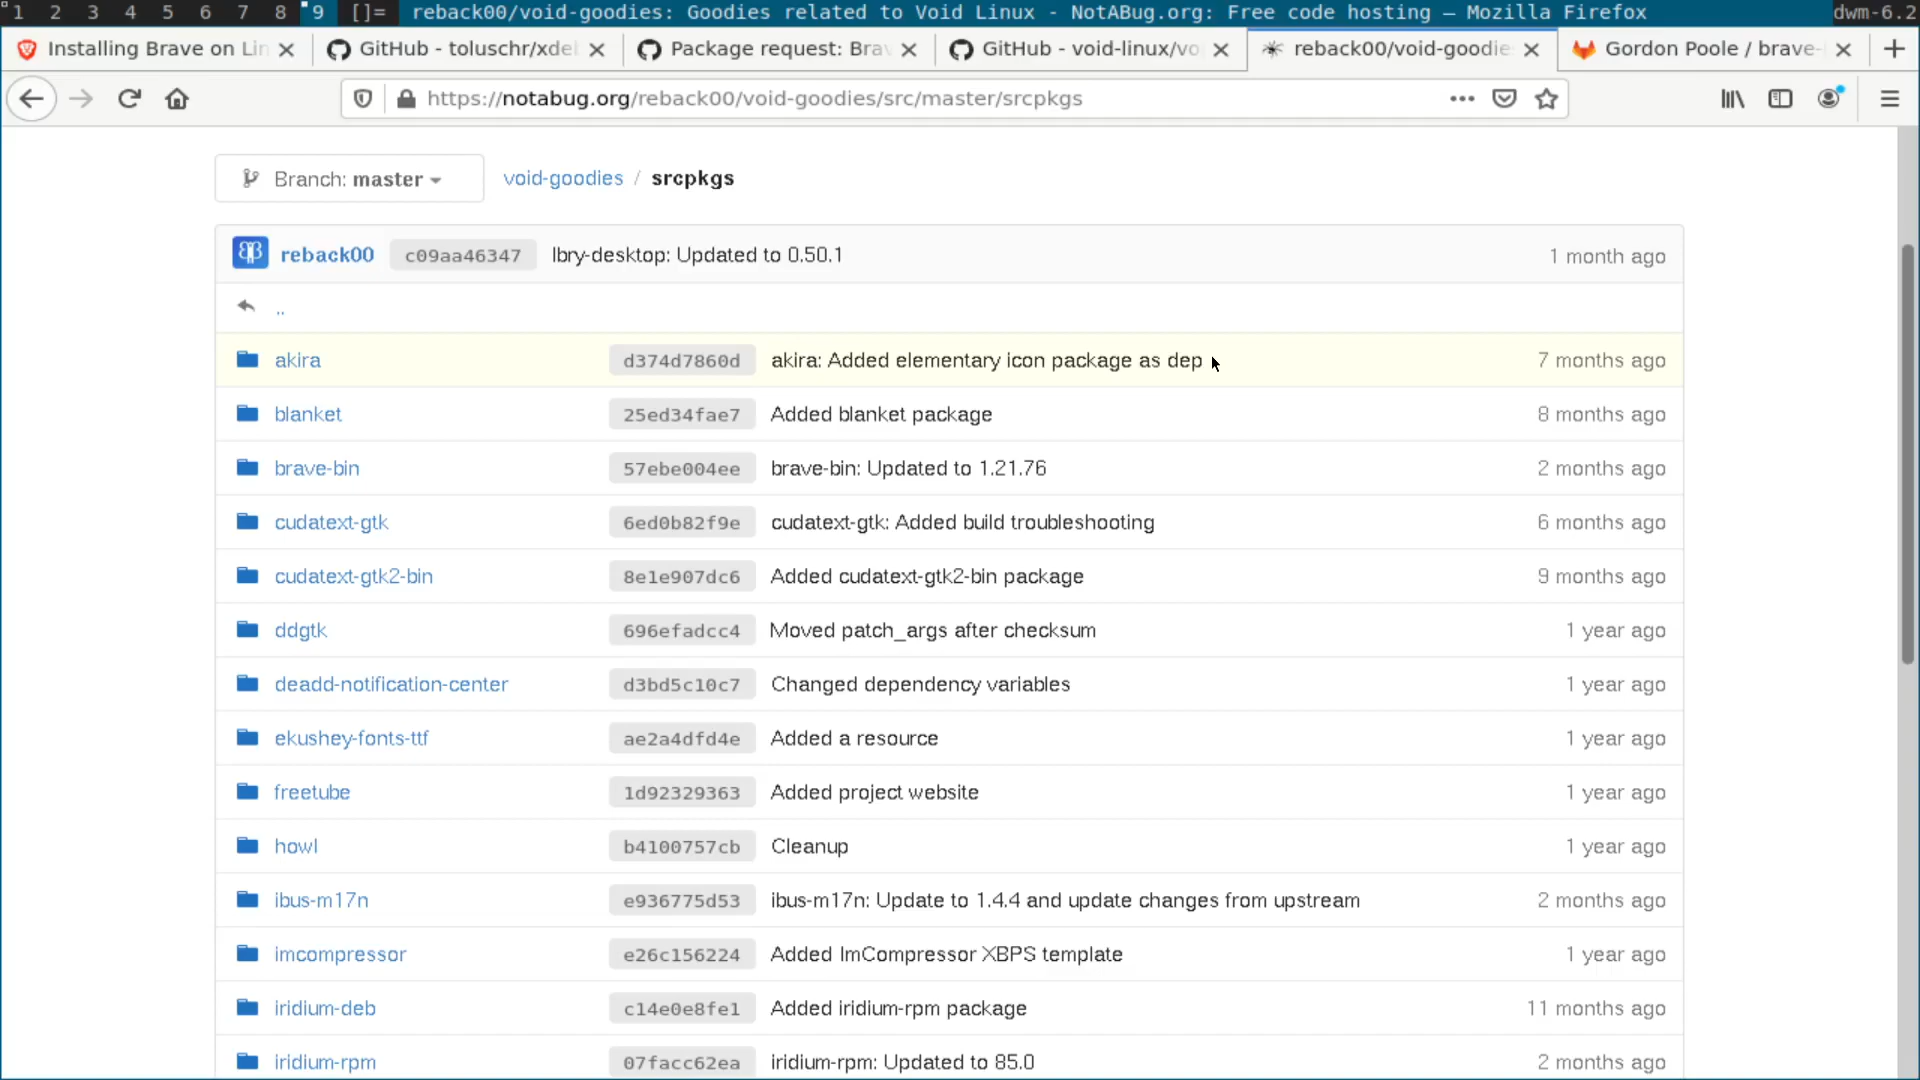 1 2 3 4 5 6 7 8 9 []= reback00/void-goodies: Goodies related to Void Linux - NotABug.org: Free code hosting — Mozilla Firefox dwm-6.2
Installing Brave on Lin GitHub - toluschr/xde Package request: Brav GitHub - void-linux/vo reback00/void-goodie Gordon Poole / brave-
https://notabug.org/reback00/void-goodies/src/master/srcpkgs
Branch: master void-goodies / srcpkgs
reback00 c09aa46347 lbry-desktop: Updated to 0.50.1 1 month ago
..
akira d374d7860d akira: Added elementary icon package as dep 7 months ago
blanket 25ed34fae7 Added blanket package 8 months ago
brave-bin 57ebe004ee brave-bin: Updated to 1.21.76 2 months ago
cudatext-gtk 6ed0b82f9e cudatext-gtk: Added build troubleshooting 6 months ago
cudatext-gtk2-bin 8e1e907dc6 Added cudatext-gtk2-bin package 9 months ago
ddgtk 696efadcc4 Moved patch_args after checksum 1 year ago
deadd-notification-center d3bd5c10c7 Changed dependency variables 1 year ago
ekushey-fonts-ttf ae2a4dfd4e Added a resource 1 year ago
freetube 1d92329363 Added project website 1 year ago
howl b4100757cb Cleanup 1 year ago
ibus-m17n e936775d53 ibus-m17n: Update to 1.4.4 and update changes from upstream 2 months ago
imcompressor e26c156224 Added ImCompressor XBPS template 1 year ago
iridium-deb c14e0e8fe1 Added iridium-rpm package 11 months ago
iridium-rpm 07facc62ea iridium-rpm: Updated to 85.0 2 months ago